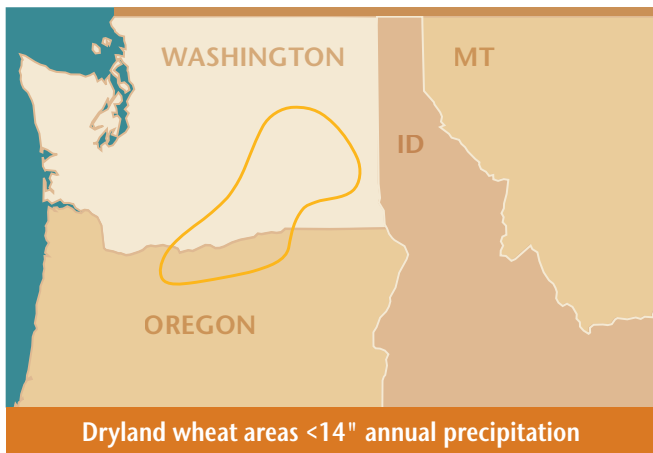 WASHINGTON
MT
ID
OREGON
Dryland wheat areas <14" annual precipitation